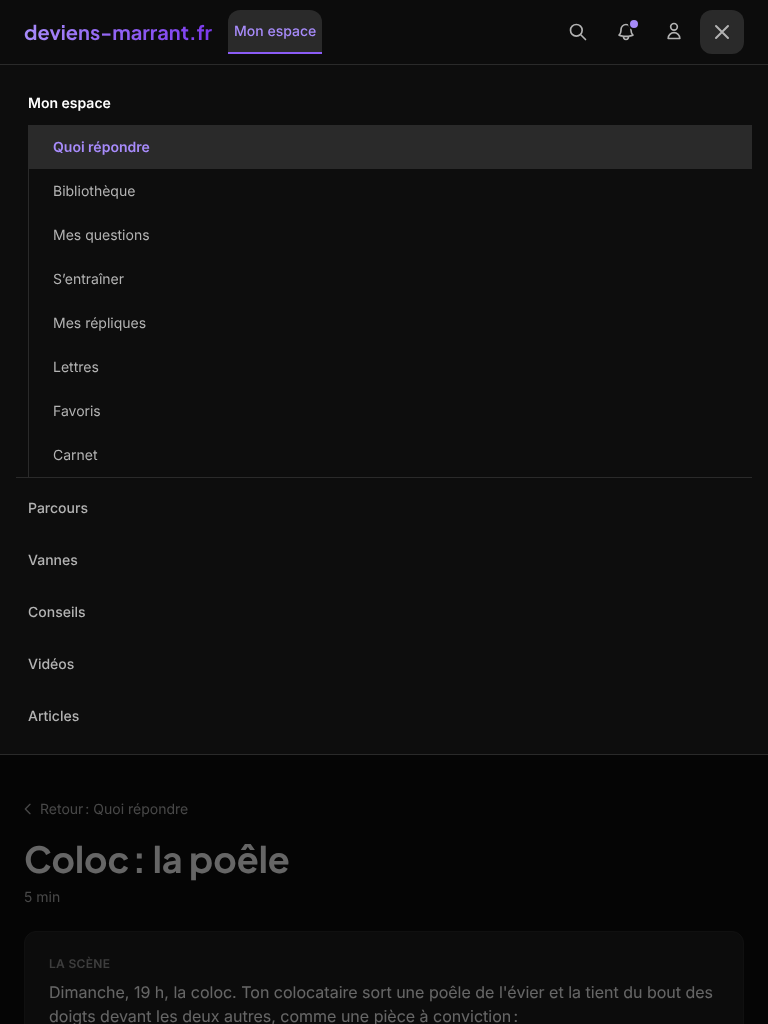 deviens-marrant.fr
Mon espace
Mon espace
Quoi répondre
Bibliothèque
Mes questions
S’entraîner
Mes répliques
Lettres
Favoris
Carnet
Parcours
Vannes
Conseils
Vidéos
Articles
Retour : Quoi répondre
Coloc : la poêle
5 min
LA SCÈNE
Dimanche, 19 h, la coloc. Ton colocataire sort une poêle de l'évier et la tient du bout des
doigts devant les deux autres, comme une pièce à conviction :